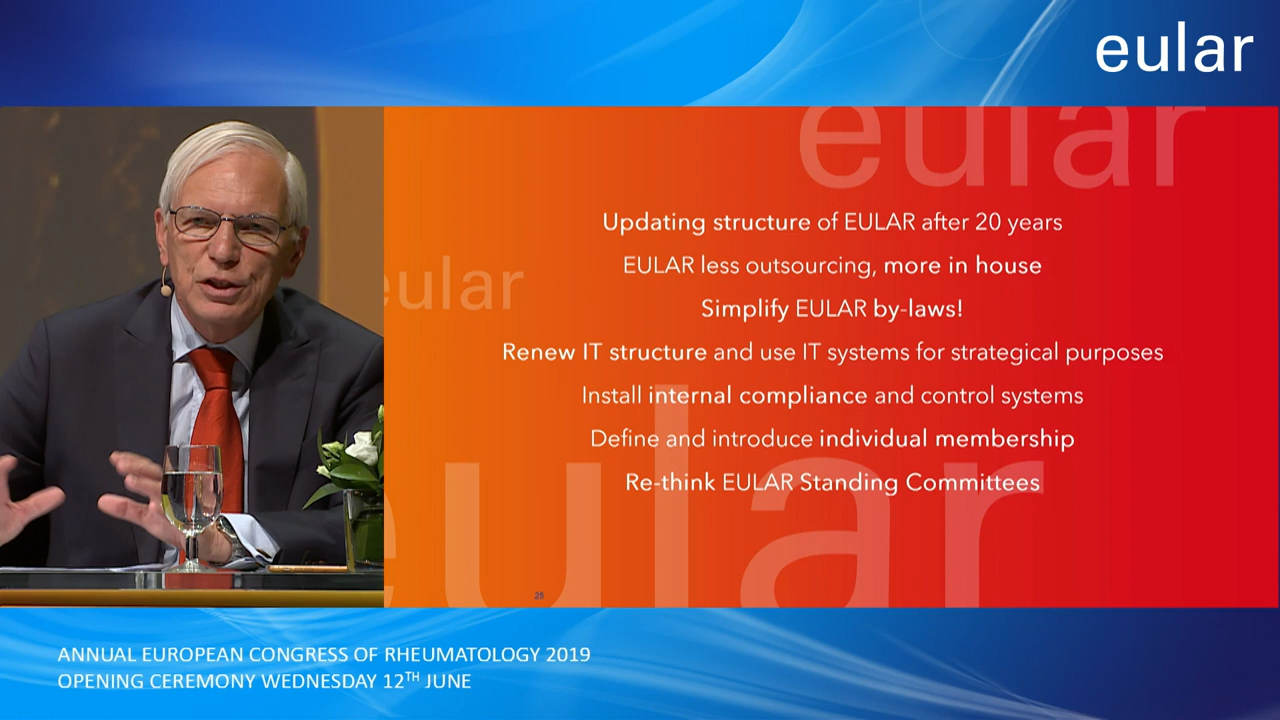 eular
eular
Updating structure of EULAR after 20 years
EULAR less outsourcing, more in house
eular
Simplify EULAR by-laws!
Renew IT structure and use IT systems for strategical purposes
Install internal compliance and control systems
Define and introduce individual membership
Re-think EULAR Standing Committees
eular
25
ANNUAL EUROPEAN CONGRESS OF RHEUMATOLOGY 2019
OPENING CEREMONY WEDNESDAY 12TH JUNE